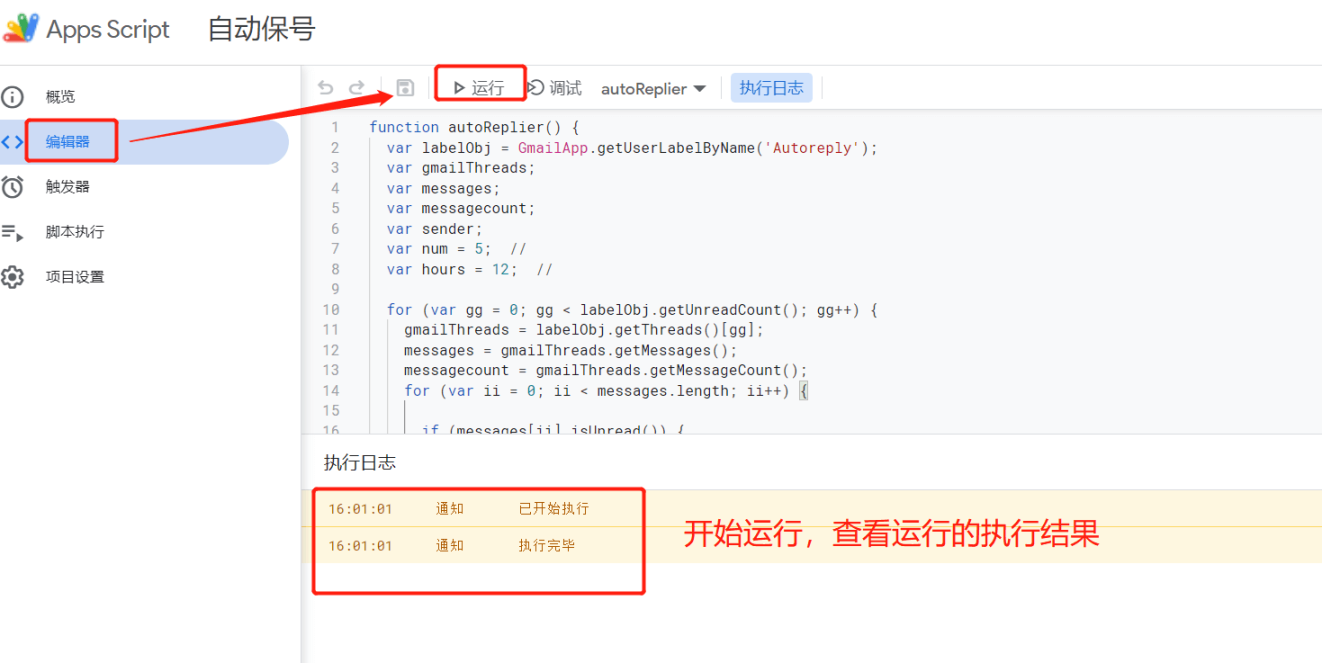 Apps Script 自动保号
运行 调试 autoReplier 执行日志
概览
编辑器
触发器
脚本执行
项目设置
1 function autoReplier() {
2 var labelObj = GmailApp.getUserLabelByName('Autoreply');
3 var gmailThreads;
4 var messages;
5 var messagecount;
6 var sender;
7 var num = 5; //
8 var hours = 12; //
9
10 for (var gg = 0; gg < labelObj.getUnreadCount(); gg++) {
11 gmailThreads = labelObj.getThreads()[gg];
12 messages = gmailThreads.getMessages();
13 messagecount = gmailThreads.getMessageCount();
14 for (var ii = 0; ii < messages.length; ii++) {
15
16 if (messages[ii].isUnread()) {
执行日志
16:01:01 通知 已开始执行
16:01:01 通知 执行完毕
开始运行，查看运行的执行结果